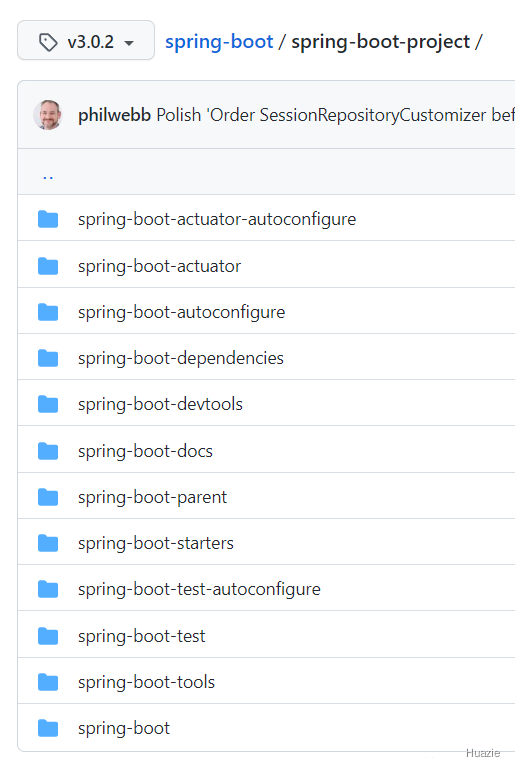 v3.0.2 spring-boot / spring-boot-project /
philwebb Polish 'Order SessionRepositoryCustomizer bef
..
spring-boot-actuator-autoconfigure
spring-boot-actuator
spring-boot-autoconfigure
spring-boot-dependencies
spring-boot-devtools
spring-boot-docs
spring-boot-parent
spring-boot-starters
spring-boot-test-autoconfigure
spring-boot-test
spring-boot-tools
spring-boot
Huazie